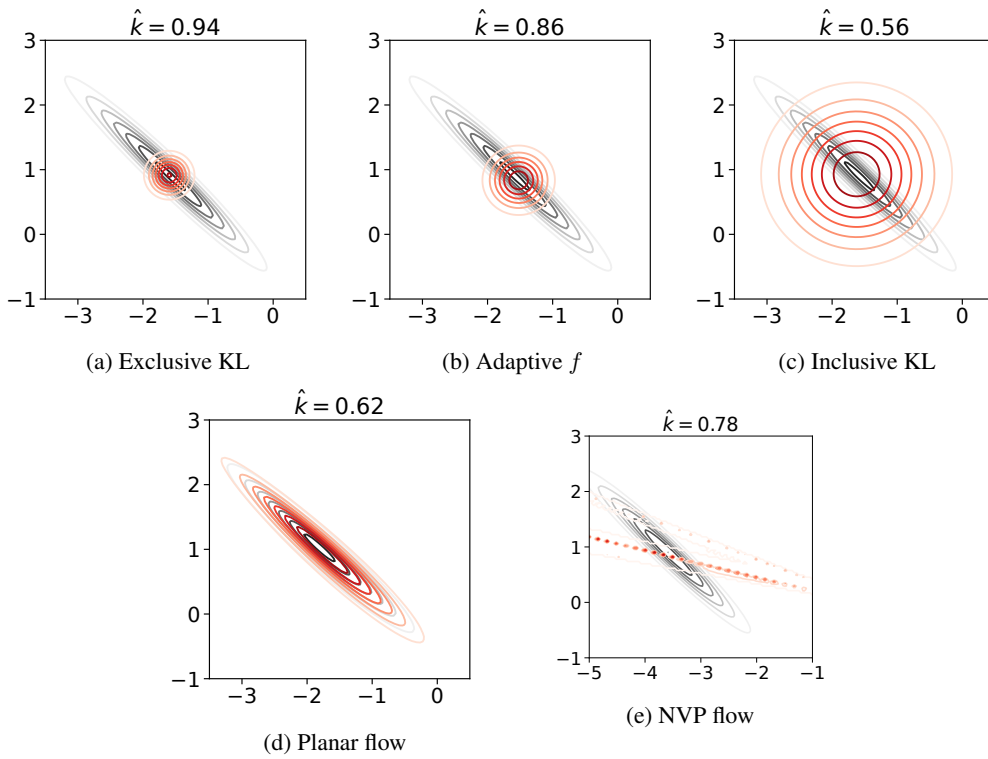 k̂ = 0.94
3
2
1
0
−1
−3 −2 −1 0
(a) Exclusive KL
k̂ = 0.86
3
2
1
0
−1
−3 −2 −1 0
(b) Adaptive f
k̂ = 0.56
3
2
1
0
−1
−3 −2 −1 0
(c) Inclusive KL
k̂ = 0.62
3
2
1
0
−1
−3 −2 −1 0
(d) Planar flow
k̂ = 0.78
3
2
1
0
−1
−5 −4 −3 −2 −1
(e) NVP flow